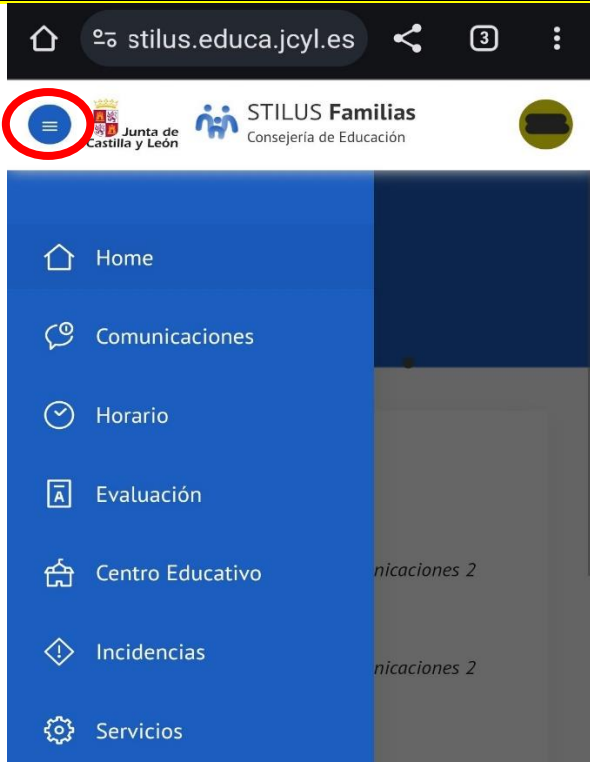 stilus.educa.jcyl.es 3
Junta de
Castilla y León
STILUS Familias
Consejería de Educación
Home
Comunicaciones
Horario
A Evaluación
Centro Educativo
nicaciones 2
Incidencias
nicaciones 2
Servicios